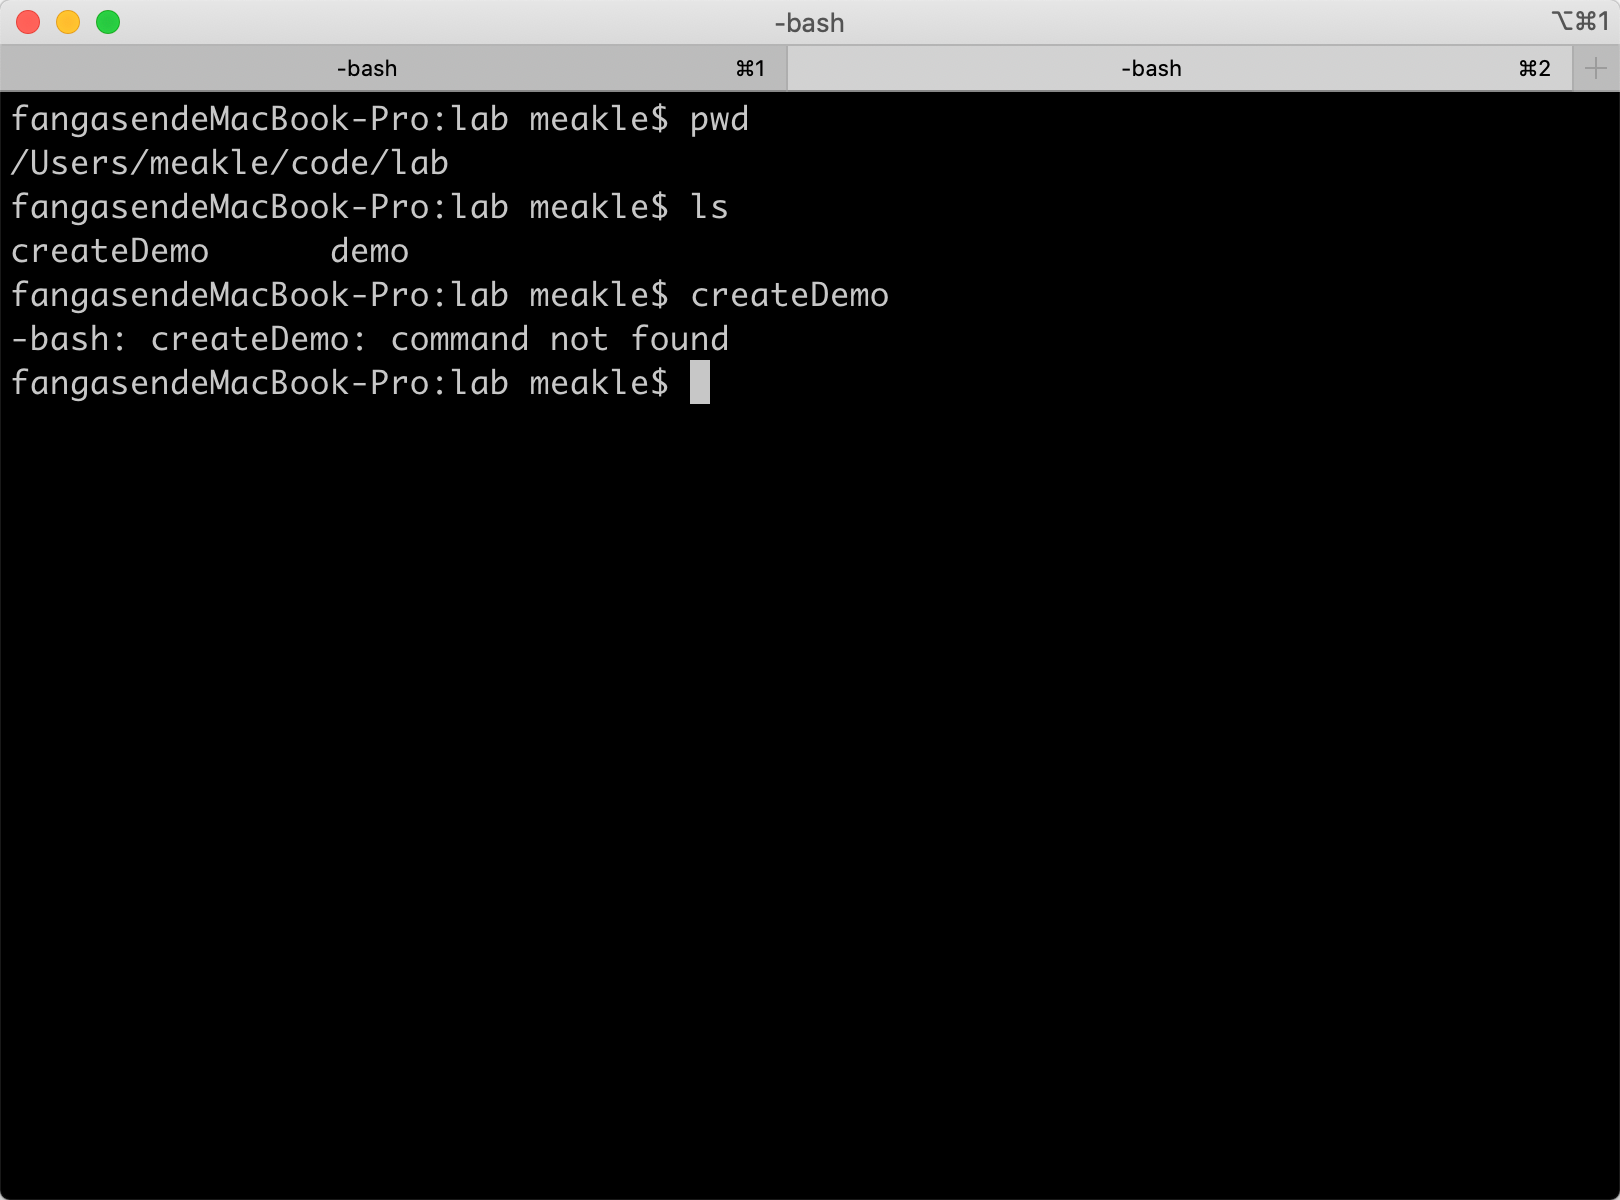 -bash ⌥⌘1
-bash ⌘1 -bash ⌘2 +
fangasendeMacBook-Pro:lab meakle$ pwd
/Users/meakle/code/lab
fangasendeMacBook-Pro:lab meakle$ ls
createDemo demo
fangasendeMacBook-Pro:lab meakle$ createDemo
-bash: createDemo: command not found
fangasendeMacBook-Pro:lab meakle$